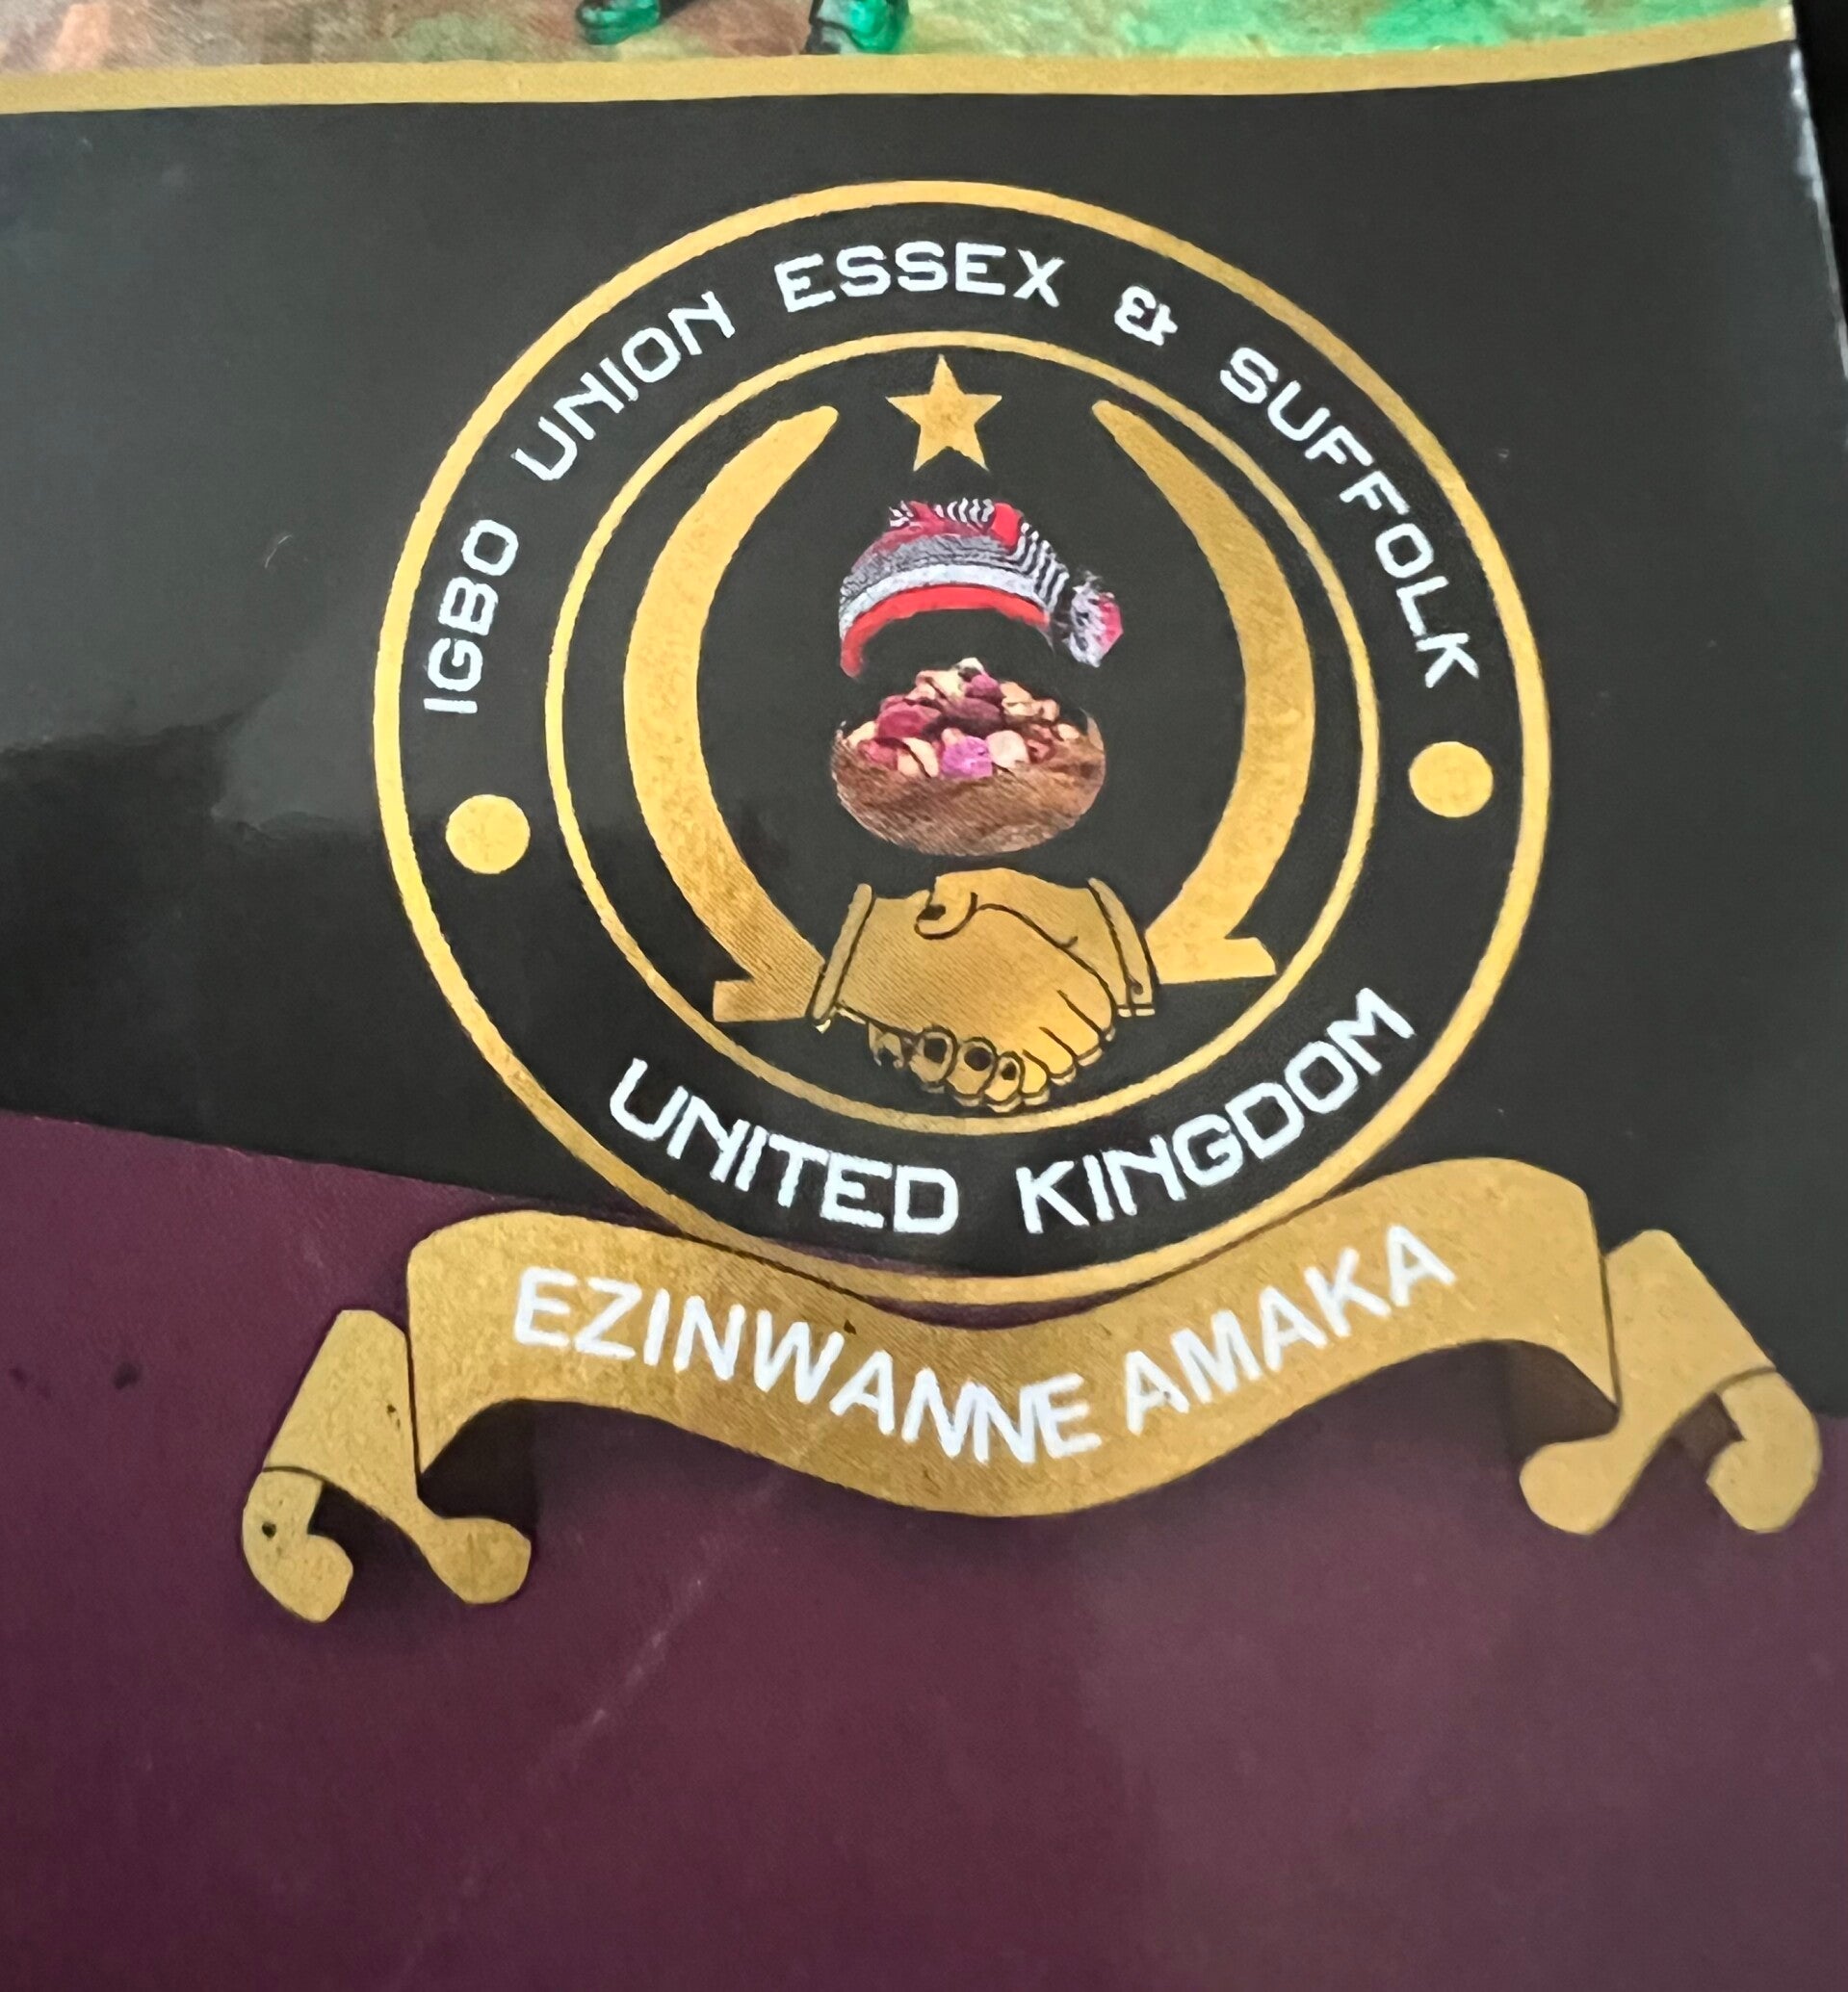 IGBO UNION ESSEX & SUFFOLK
UNITED KINGDOM
EZINWANNE AMAKA